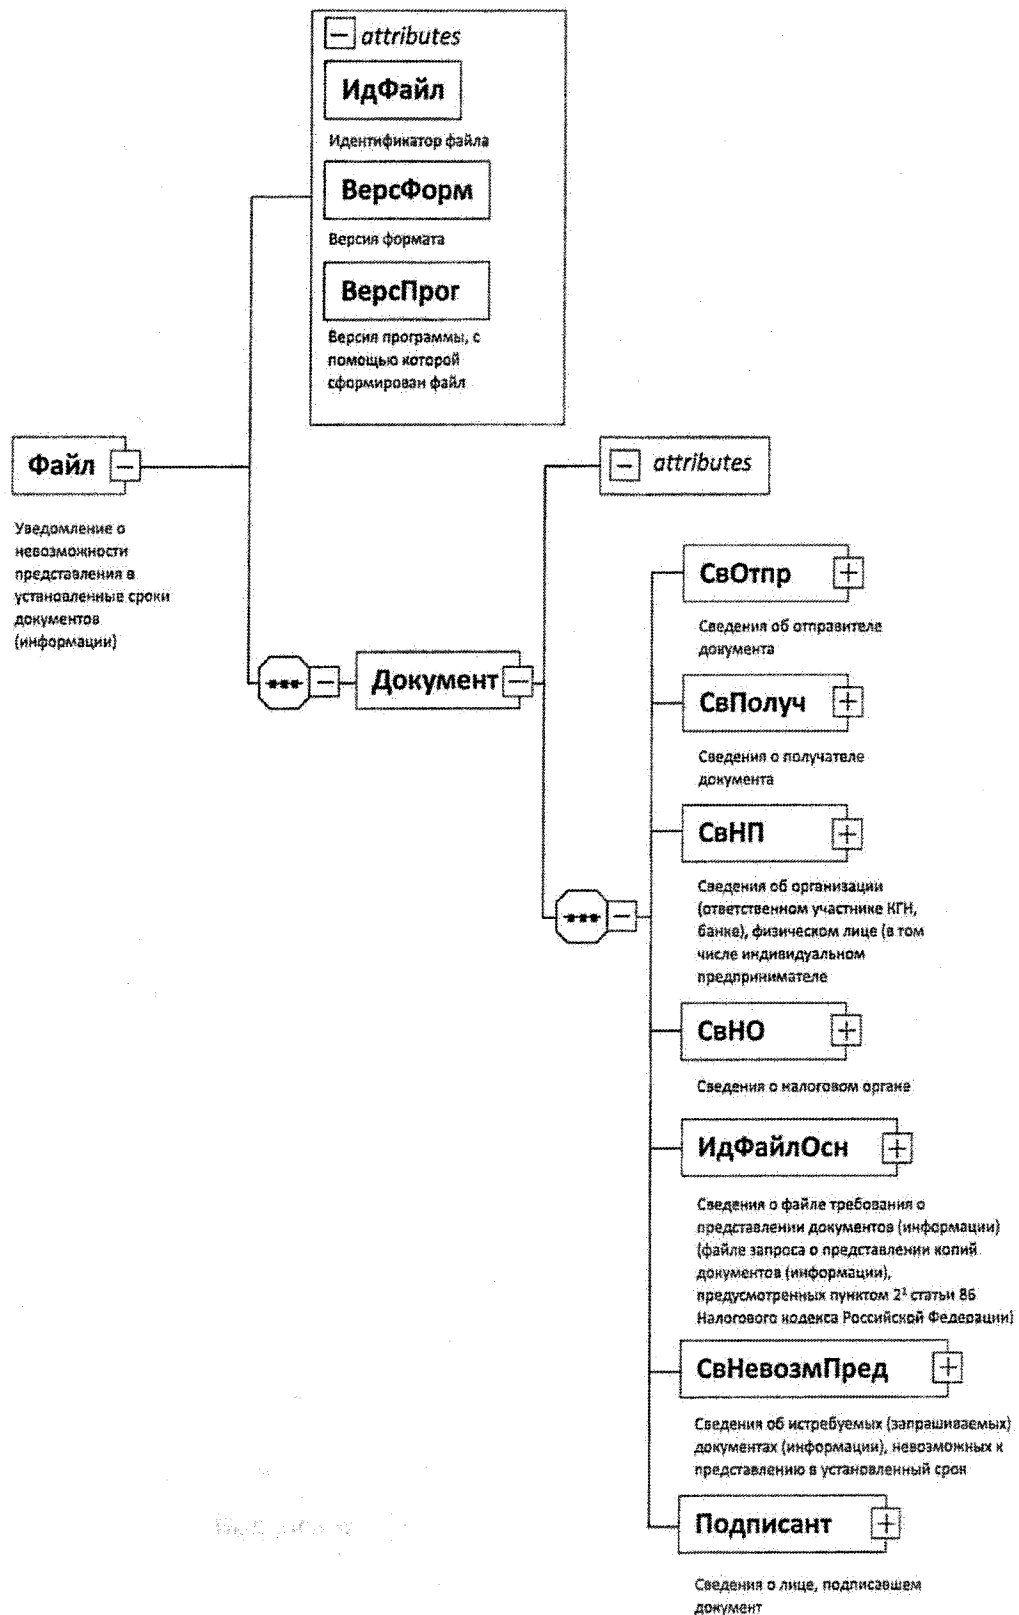 attributes
ИдФайл
Идентификатор файла
ВерсФорм
Версия формата
ВерсПрог
Версия программы, с
помощью которой
сформирован файл
Файл
Уведомление о
невозможности
представления в
установленные сроки
документов
(информации)
Документ
attributes
СвОтпр
Сведения об отправителе
документа
СвПолуч
Сведения о получателе
документа
СвНП
Сведения об организации
(ответственном участнике КГН,
банке), физическом лице (в том
числе индивидуальном
предпринимателе
СвНО
Сведения о налоговом органе
ИдФайлОсн
Сведения о файле требования о
представлении документов (информации)
(файле запроса о представлении копий
документов (информации),
предусмотренных пунктом 2¹ статьи 86
Налогового кодекса Российской Федерации)
СвНевозмПред
Сведения об истребуемых (запрашиваемых)
документах (информации), невозможных к
представлению в установленный срок
Подписант
Сведения о лице, подписавшем
документ